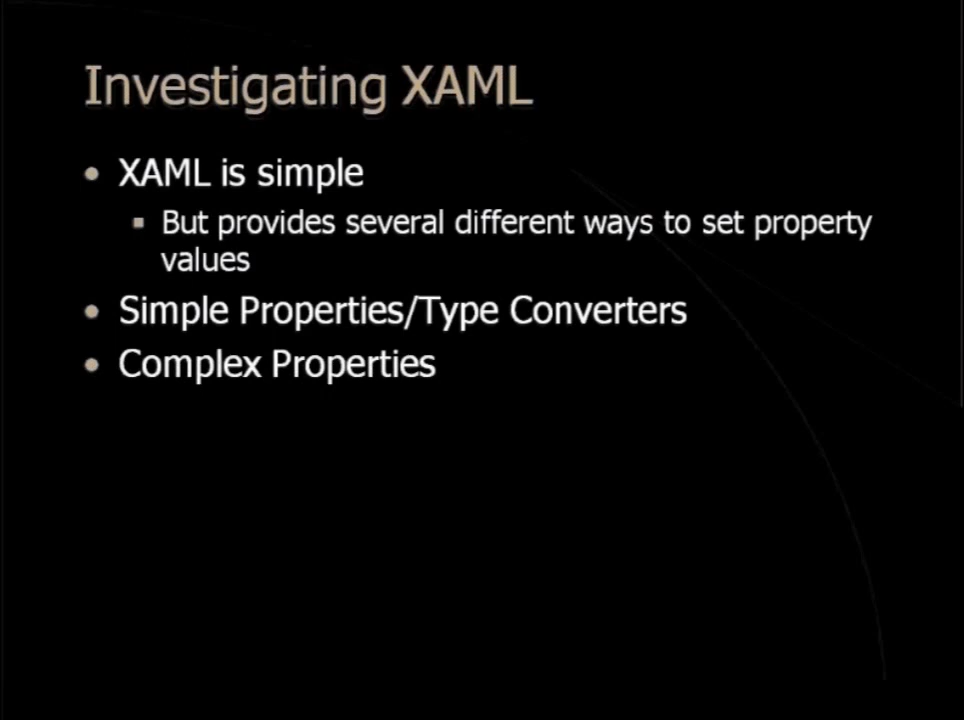 Investigating XAML
• XAML is simple
▪ But provides several different ways to set property
values
• Simple Properties/Type Converters
• Complex Properties